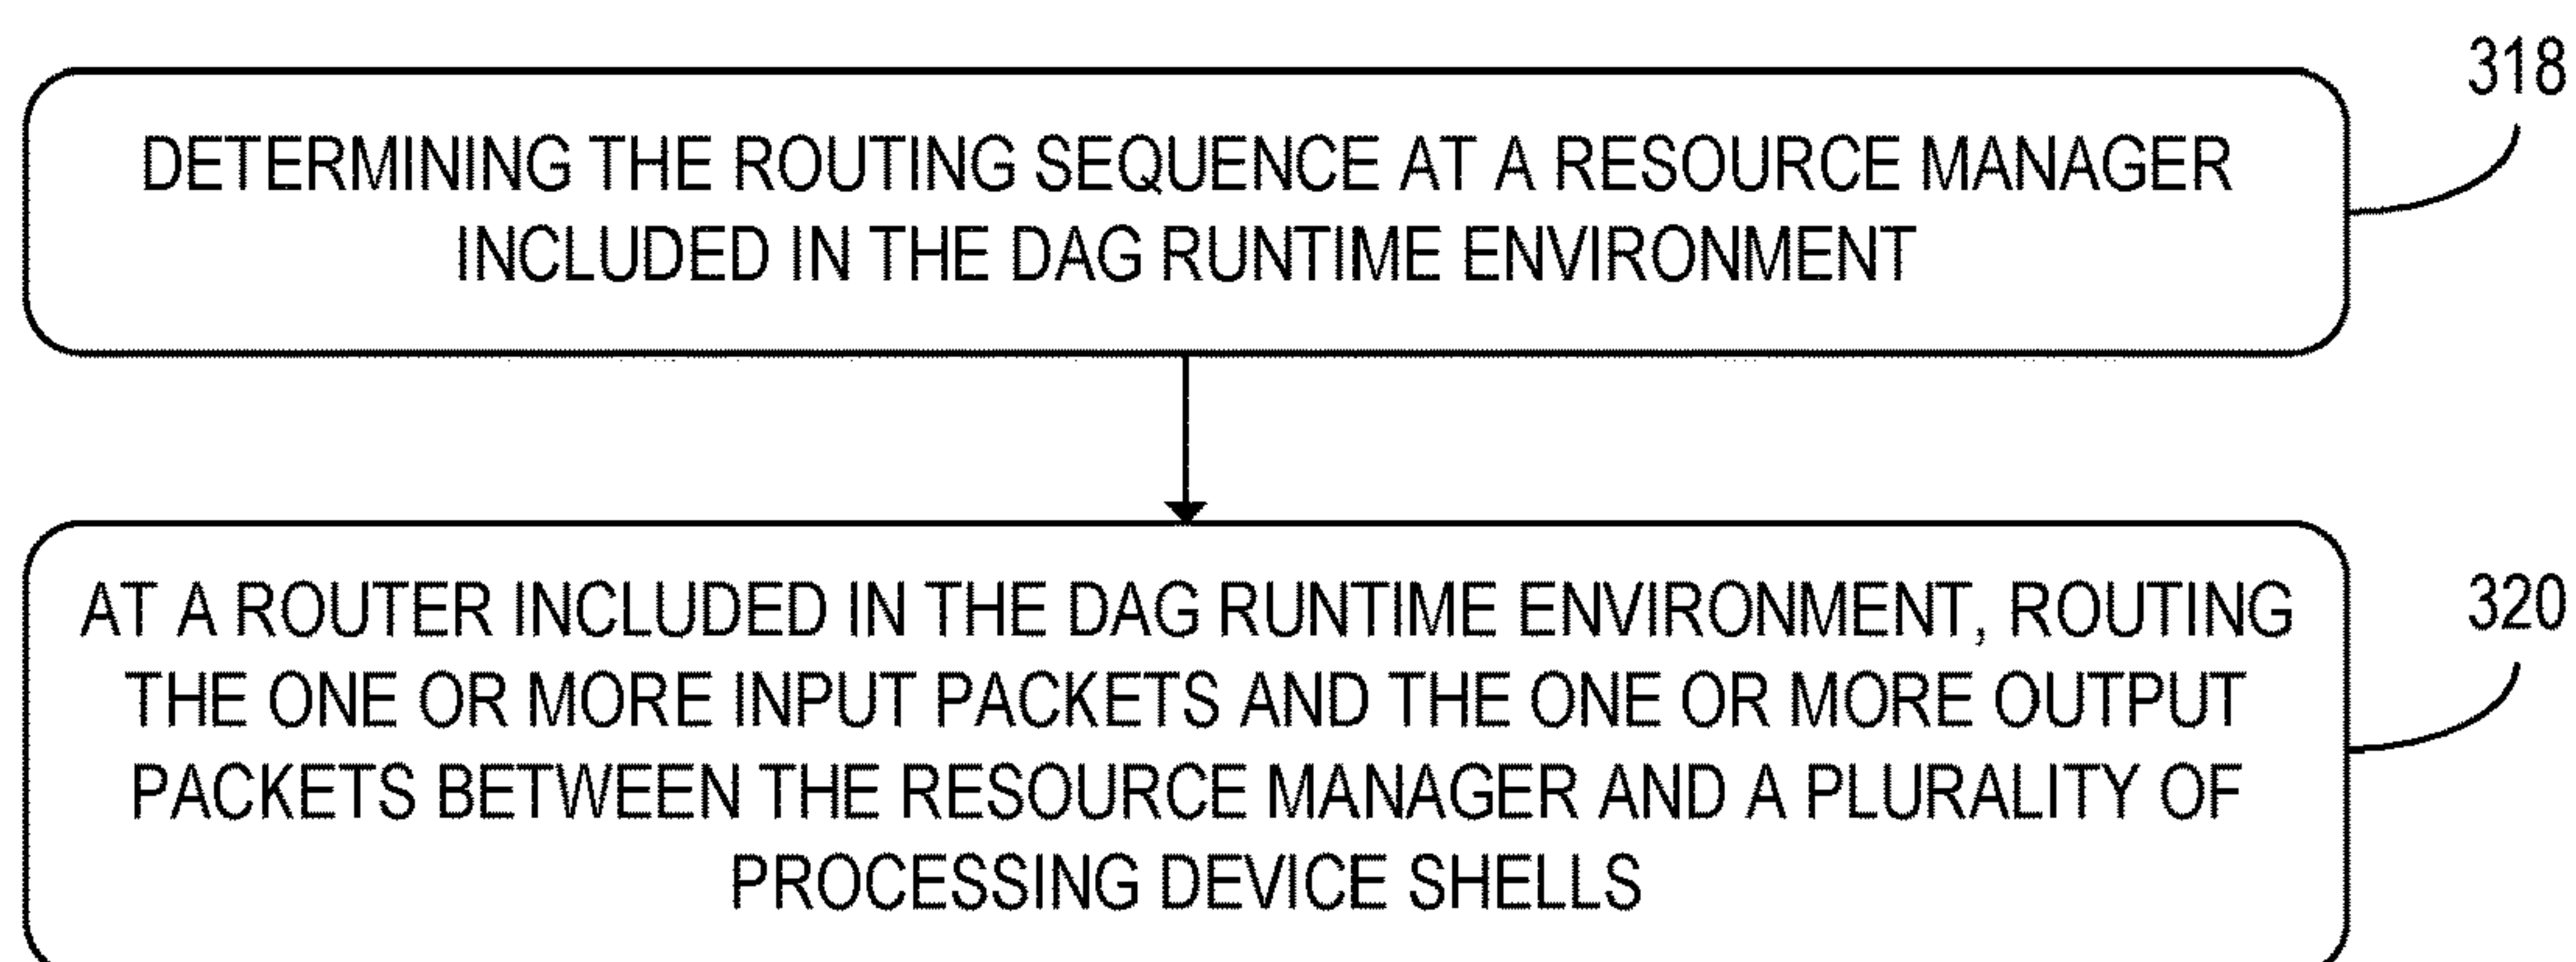 318
DETERMINING THE ROUTING SEQUENCE AT A RESOURCE MANAGER
INCLUDED IN THE DAG RUNTIME ENVIRONMENT
AT A ROUTER INCLUDED IN THE DAG RUNTIME ENVIRONMENT, ROUTING
320
THE ONE OR MORE INPUT PACKETS AND THE ONE OR MORE OUTPUT
PACKETS BETWEEN THE RESOURCE MANAGER AND A PLURALITY OF
PROCESSING DEVICE SHELLS